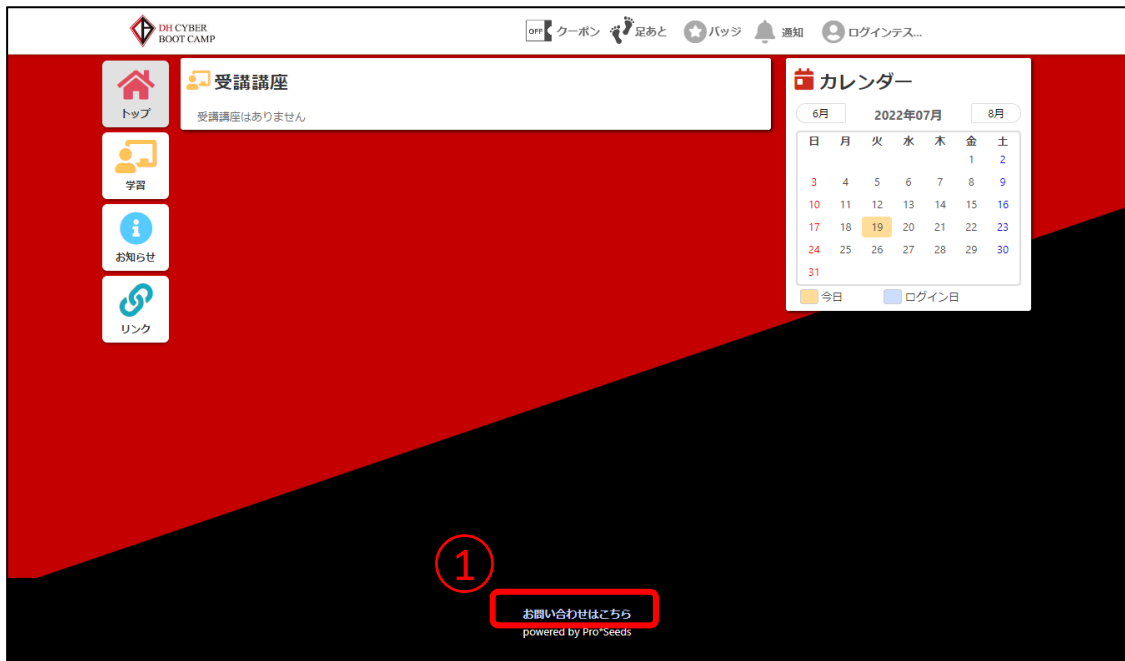 DH CYBER
BOOT CAMP
OFF クーポン 足あと バッジ 通知 ログインテス...
トップ
学習
お知らせ
リンク
受講講座
受講講座はありません
カレンダー
6月 2022年07月 8月
日 月 火 水 木 金 土
1 2
3 4 5 6 7 8 9
10 11 12 13 14 15 16
17 18 19 20 21 22 23
24 25 26 27 28 29 30
31
今日 ログイン日
①
お問い合わせはこちら
powered by Pro*Seeds